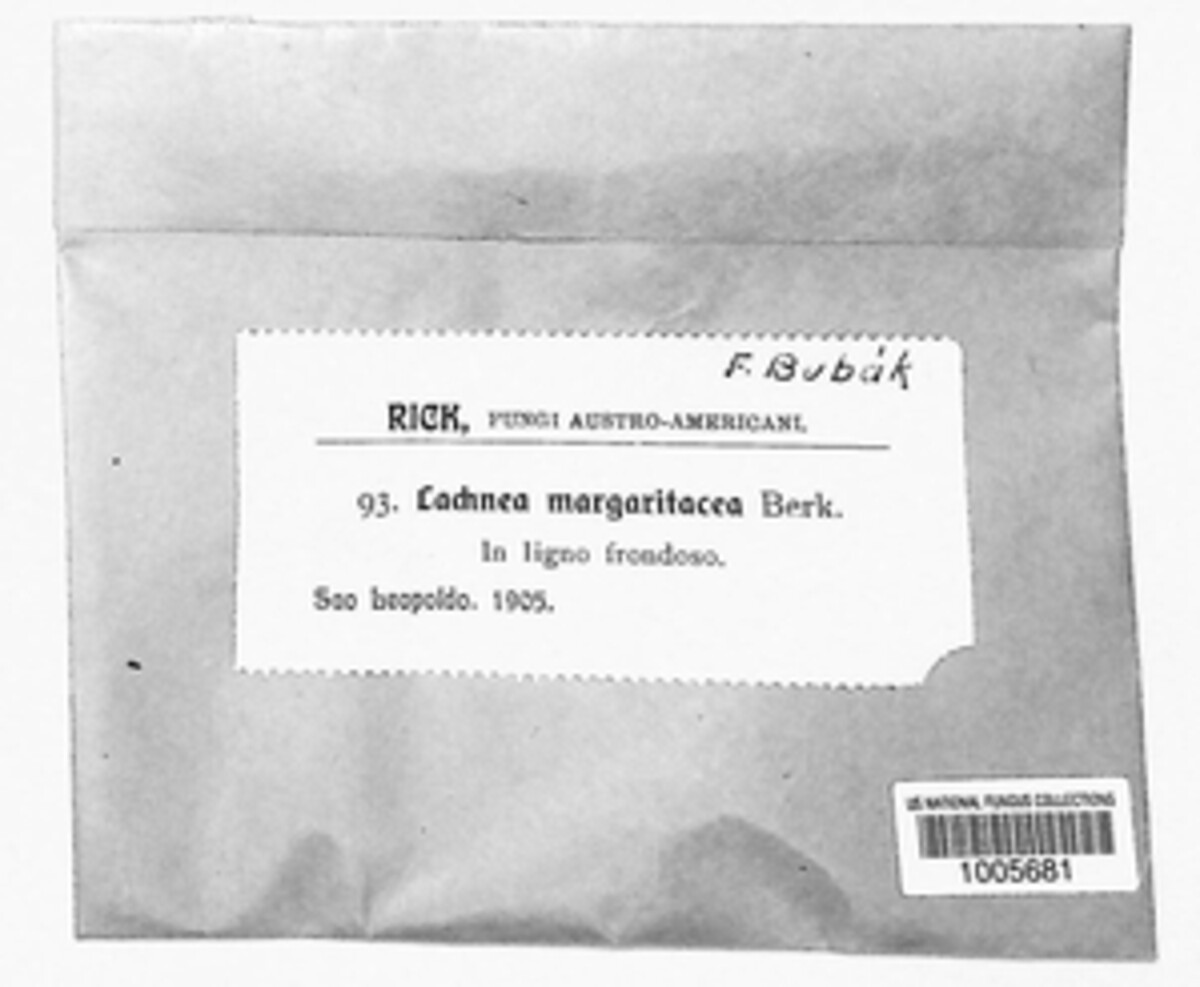 F. Bubák
RICK, FUNGI AUSTRO-AMERICANI.
93. Lachnea margaritacea Berk.
In ligno frondoso.
Sao Leopoldo. 1905.
US NATIONAL FUNGUS COLLECTIONS
1005681